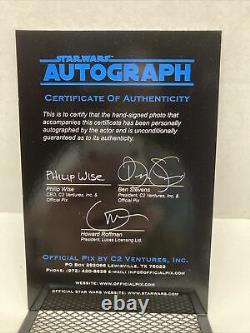 STAR WARS
AUTOGRAPH
CERTIFICATE OF AUTHENTICITY
This is to certify that the hand-signed photo that
accompanies this certificate has been personally
autographed by the actor and is unconditionally
guaranteed as to its authenticity.
PHILIP WISE
Philip Wise Ben Stevens
CEO, C2 Ventures, Inc. & President, C2 Ventures, Inc. &
Official Pix Official Pix
Howard Roffman
President, Lucas Licensing Ltd.
OFFICIAL PIX BY C2 VENTURES, INC.
PO BOX 292066 LEWISVILLE, TX 75029
WEBSITE: WWW.OFFICIALPIX.COM
OFFICIAL STAR WARS WEBSITE: WWW.STARWARS.COM